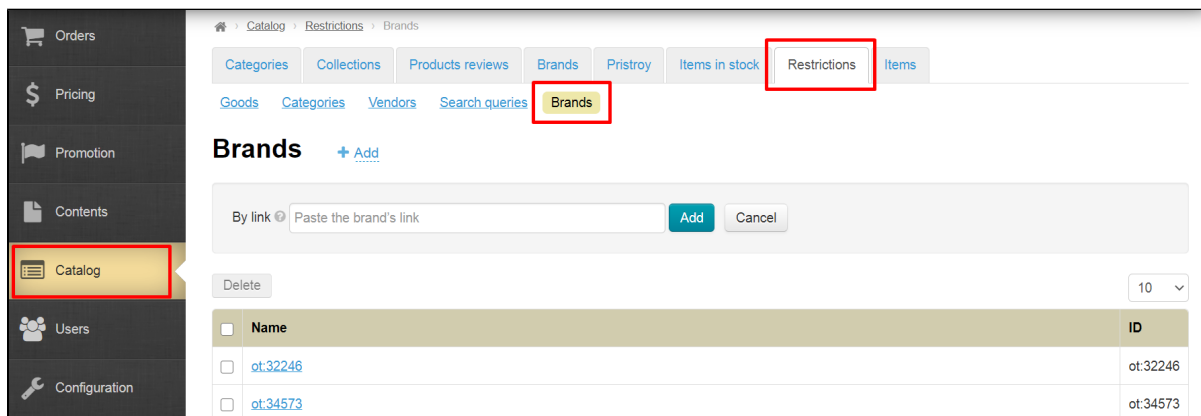 Orders
Pricing
Promotion
Contents
Catalog
Users
Configuration
Catalog > Restrictions > Brands
Categories Collections Products reviews Brands Pristroy Items in stock Restrictions Items
Goods Categories Vendors Search queries Brands
Brands + Add
By link ? Paste the brand's link Add Cancel
Delete 10
Name ID
ot:32246 ot:32246
ot:34573 ot:34573